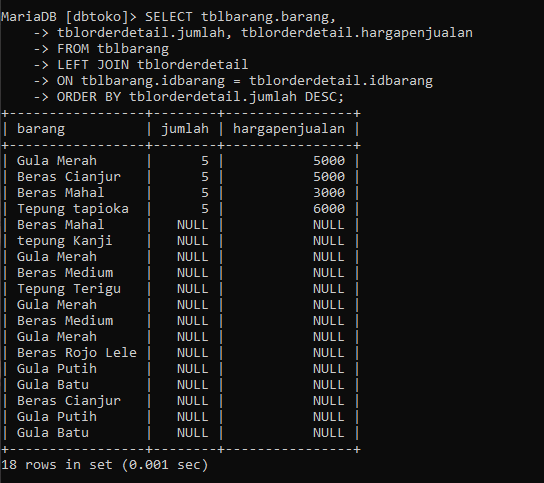 MariaDB [dbtoko]> SELECT tblbarang.barang,
    -> tblorderdetail.jumlah, tblorderdetail.hargapenjualan
    -> FROM tblbarang
    -> LEFT JOIN tblorderdetail
    -> ON tblbarang.idbarang = tblorderdetail.idbarang
    -> ORDER BY tblorderdetail.jumlah DESC;
+-----------------+--------+----------------+
| barang          | jumlah | hargapenjualan |
+-----------------+--------+----------------+
| Gula Merah      |      5 |           5000 |
| Beras Cianjur   |      5 |           5000 |
| Beras Mahal     |      5 |           3000 |
| Tepung tapioka  |      5 |           6000 |
| Beras Mahal     |   NULL |           NULL |
| tepung Kanji    |   NULL |           NULL |
| Gula Merah      |   NULL |           NULL |
| Beras Medium    |   NULL |           NULL |
| Tepung Terigu   |   NULL |           NULL |
| Gula Merah      |   NULL |           NULL |
| Beras Medium    |   NULL |           NULL |
| Gula Merah      |   NULL |           NULL |
| Beras Rojo Lele |   NULL |           NULL |
| Gula Putih      |   NULL |           NULL |
| Gula Batu       |   NULL |           NULL |
| Beras Cianjur   |   NULL |           NULL |
| Gula Putih      |   NULL |           NULL |
| Gula Batu       |   NULL |           NULL |
+-----------------+--------+----------------+
18 rows in set (0.001 sec)